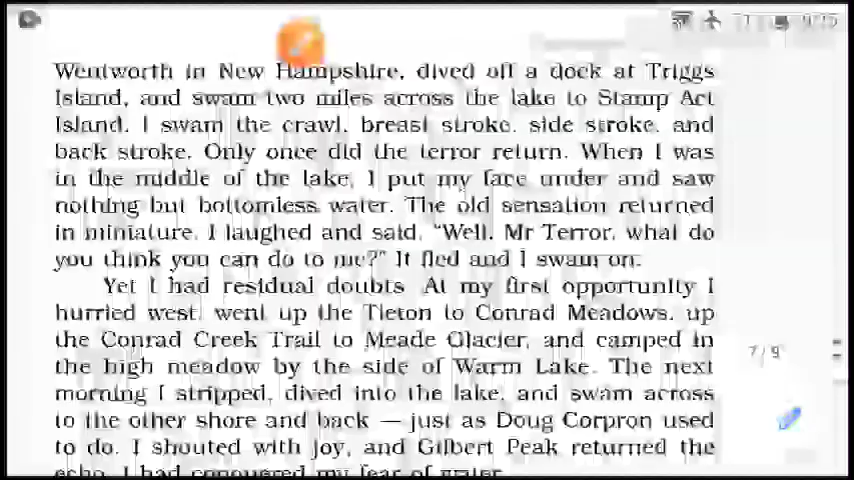 Wentworth in New Hampshire, dived off a dock at Triggs
Island, and swam two miles across the lake to Stamp Act
Island. I swam the crawl, breast stroke, side stroke, and
back stroke. Only once did the terror return. When I was
in the middle of the lake, I put my face under and saw
nothing but bottomless water. The old sensation returned
in miniature. I laughed and said, "Well, Mr Terror, what do
you think you can do to me?" It fled and I swam on.
Yet I had residual doubts. At my first opportunity I
hurried west, went up the Tieton to Conrad Meadows, up
the Conrad Creek Trail to Meade Glacier, and camped in
the high meadow by the side of Warm Lake. The next
morning I stripped, dived into the lake, and swam across
to the other shore and back — just as Doug Corpron used
to do. I shouted with joy, and Gilbert Peak returned the
echo. I had conquered my fear of water.
7/9